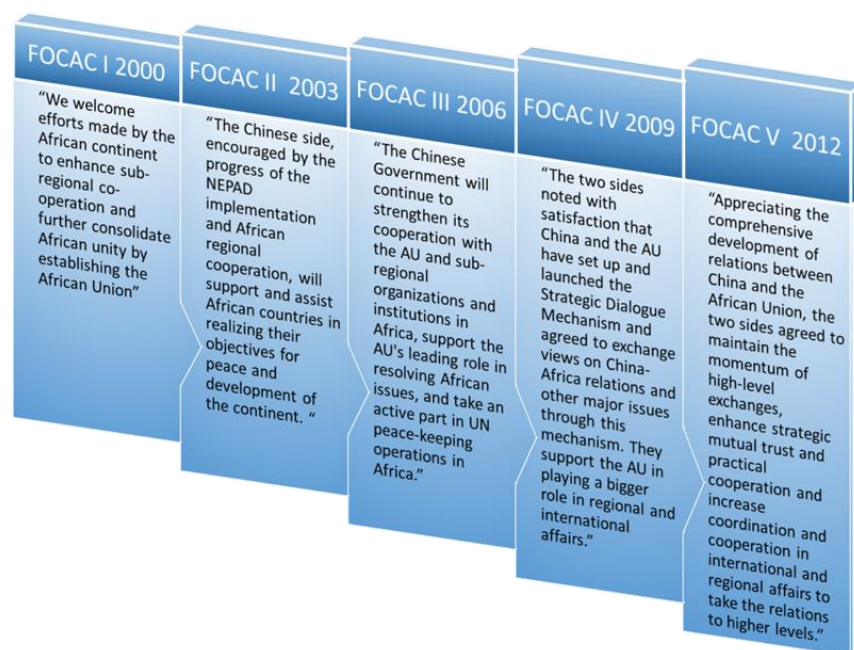 FOCAC I 2000
“We welcome
efforts made by the
African continent
to enhance sub-
regional co-
operation and
further consolidate
African unity by
establishing the
African Union”
FOCAC II  2003
“The Chinese side,
encouraged by the
progress of the
NEPAD
implementation
and African
regional
cooperation, will
support and assist
African countries in
realizing their
objectives for
peace and
development of
the continent. “
FOCAC III 2006
“The Chinese
Government will
continue to
strengthen its
cooperation with
the AU and sub-
regional
organizations and
institutions in
Africa, support the
AU's leading role in
resolving African
issues, and take an
active part in UN
peace-keeping
operations in
Africa.”
FOCAC IV 2009
“The two sides
noted with
satisfaction that
China and the AU
have set up and
launched the
Strategic Dialogue
Mechanism and
agreed to exchange
views on China-
Africa relations and
other major issues
through this
mechanism. They
support the AU in
playing a bigger
role in regional and
international
affairs.”
FOCAC V  2012
“Appreciating the
comprehensive
development of
relations between
China and the
African Union, the
two sides agreed to
maintain the
momentum of
high-level
exchanges,
enhance strategic
mutual trust and
practical
cooperation and
increase
coordination and
cooperation in
international and
regional affairs to
take the relations
to higher levels.”